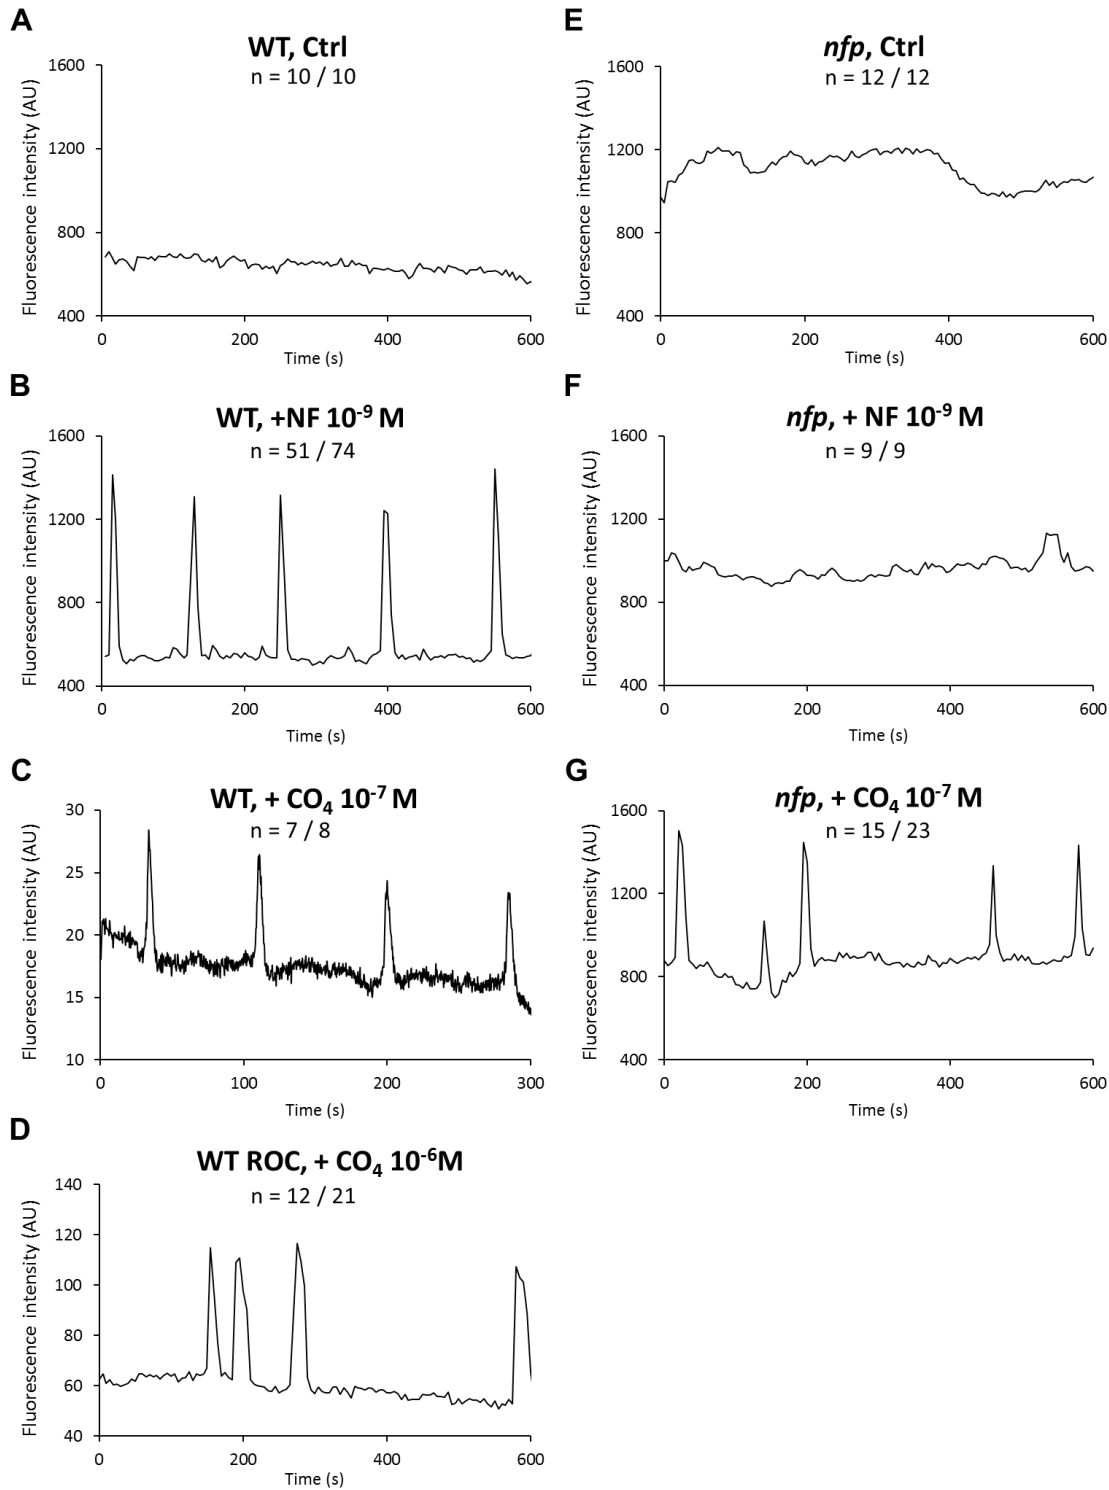 A
WT, Ctrl
n = 10 / 10
Fluorescence intensity (AU)
1600
1200
800
400
0 200 400 600
Time (s)
B
WT, +NF 10⁻⁹ M
n = 51 / 74
Fluorescence intensity (AU)
1600
1200
800
400
0 200 400 600
Time (s)
C
WT, + CO₄ 10⁻⁷ M
n = 7 / 8
Fluorescence intensity (AU)
30
25
20
15
10
0 100 200 300
Time (s)
D
WT ROC, + CO₄ 10⁻⁶M
n = 12 / 21
Fluorescence intensity (AU)
140
120
100
80
60
40
0 200 400 600
Time (s)
E
nfp, Ctrl
n = 12 / 12
Fluorescence intensity (AU)
1600
1200
800
400
0 200 400 600
Time (s)
F
nfp, + NF 10⁻⁹ M
n = 9 / 9
Fluorescence intensity (AU)
1600
1200
800
400
0 200 400 600
Time (s)
G
nfp, + CO₄ 10⁻⁷ M
n = 15 / 23
Fluorescence intensity (AU)
1600
1200
800
400
0 200 400 600
Time (s)